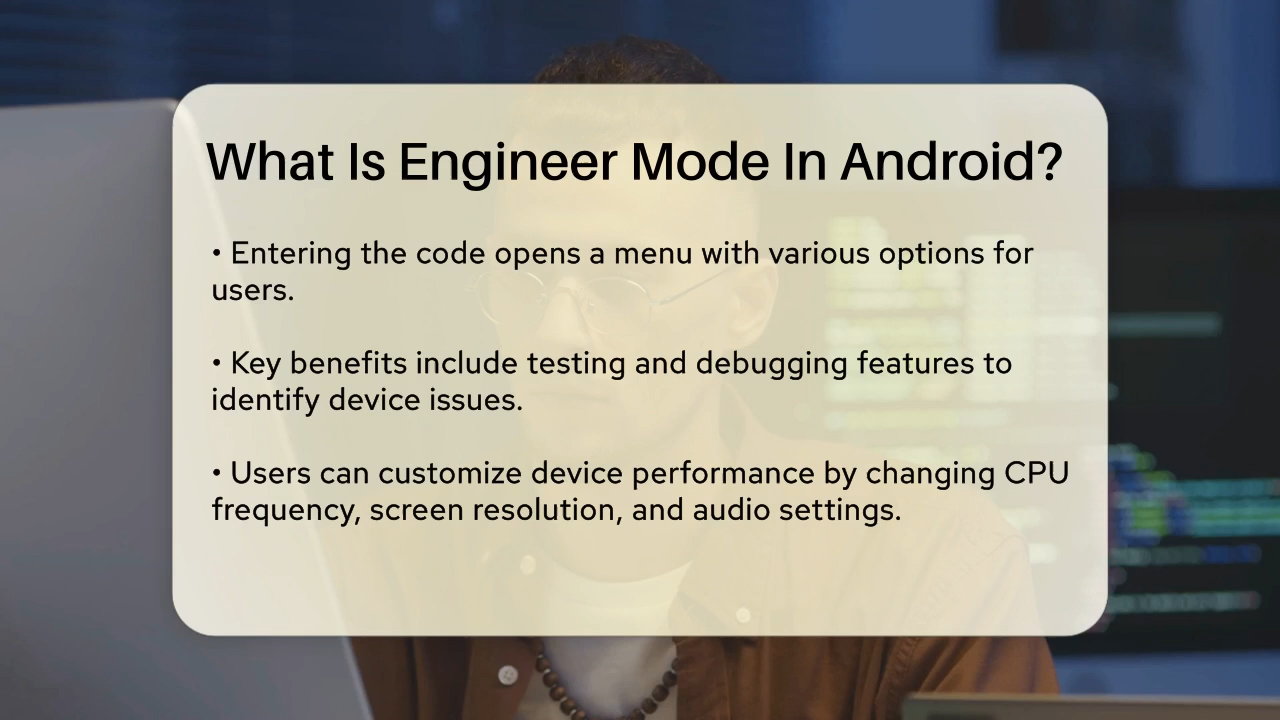 What Is Engineer Mode In Android?
• Entering the code opens a menu with various options for
users.
• Key benefits include testing and debugging features to
identify device issues.
• Users can customize device performance by changing CPU
frequency, screen resolution, and audio settings.